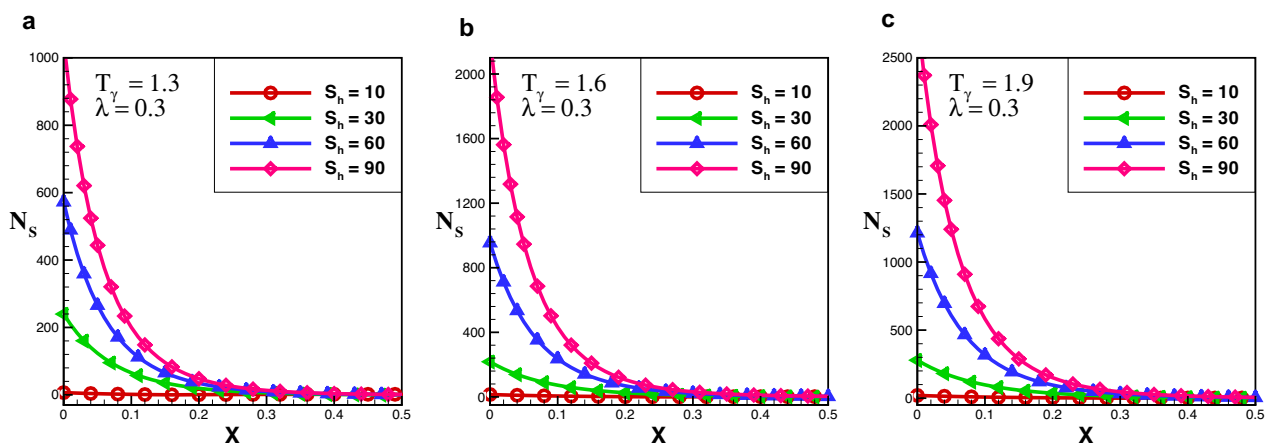 a
1000
800
600
400
200
0
N_S
T_γ = 1.3
λ = 0.3
S_h = 10
S_h = 30
S_h = 60
S_h = 90
0 0.1 0.2 0.3 0.4 0.5
X
b
2000
1600
1200
800
400
0
N_S
T_γ = 1.6
λ = 0.3
S_h = 10
S_h = 30
S_h = 60
S_h = 90
0 0.1 0.2 0.3 0.4 0.5
X
c
2500
2000
1500
1000
500
0
N_S
T_γ = 1.9
λ = 0.3
S_h = 10
S_h = 30
S_h = 60
S_h = 90
0 0.1 0.2 0.3 0.4 0.5
X